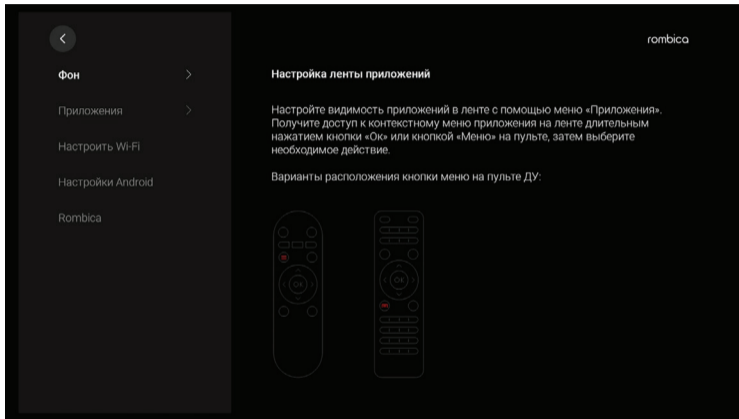 rombica
Фон
Приложения
Настроить Wi-Fi
Настройки Android
Rombica
Настройка ленты приложений
Настройте видимость приложений в ленте с помощью меню «Приложения».
Получите доступ к контекстному меню приложения на ленте длительным
нажатием кнопки «Ок» или кнопкой «Меню» на пульте, затем выберите
необходимое действие.
Варианты расположения кнопки меню на пульте ДУ:
OK
OK